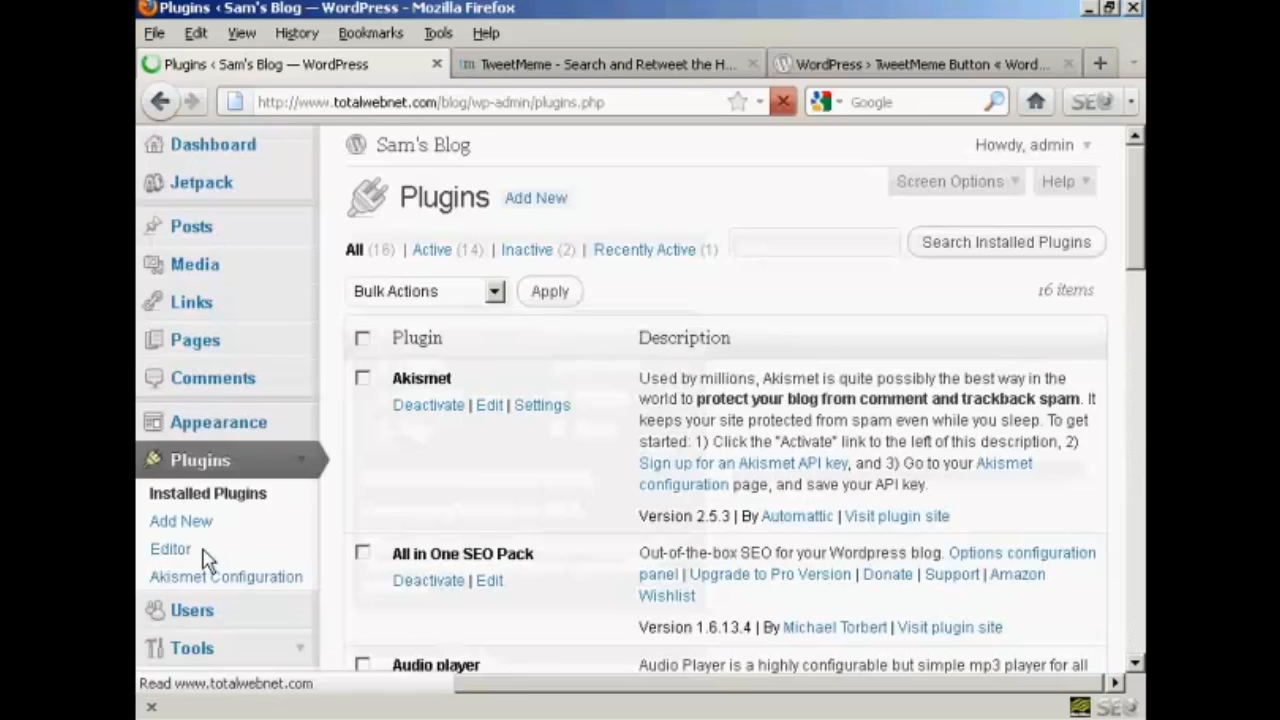 Plugins ‹ Sam's Blog — WordPress - Mozilla Firefox
File Edit View History Bookmarks Tools Help
Plugins ‹ Sam's Blog — WordPress
TweetMeme - Search and Retweet the H...
WordPress › TweetMeme Button « Word...
http://www.totalwebnet.com/blog/wp-admin/plugins.php
Google
SE
Dashboard
Jetpack
Posts
Media
Links
Pages
Comments
Appearance
Plugins
Installed Plugins
Add New
Editor
Akismet Configuration
Users
Tools
Sam's Blog
Howdy, admin
Screen Options
Help
Plugins Add New
All (16) | Active (14) | Inactive (2) | Recently Active (1)
Search Installed Plugins
Bulk Actions
Apply
16 items
Plugin
Description
Akismet
Deactivate | Edit | Settings
Used by millions, Akismet is quite possibly the best way in the
world to protect your blog from comment and trackback spam. It
keeps your site protected from spam even while you sleep. To get
started: 1) Click the "Activate" link to the left of this description, 2)
Sign up for an Akismet API key, and 3) Go to your Akismet
configuration page, and save your API key.
Version 2.5.3 | By Automattic | Visit plugin site
All in One SEO Pack
Deactivate | Edit
Out-of-the-box SEO for your Wordpress blog. Options configuration
panel | Upgrade to Pro Version | Donate | Support | Amazon
Wishlist
Version 1.6.13.4 | By Michael Torbert | Visit plugin site
Audio player
Audio Player is a highly configurable but simple mp3 player for all
Read www.totalwebnet.com
SE